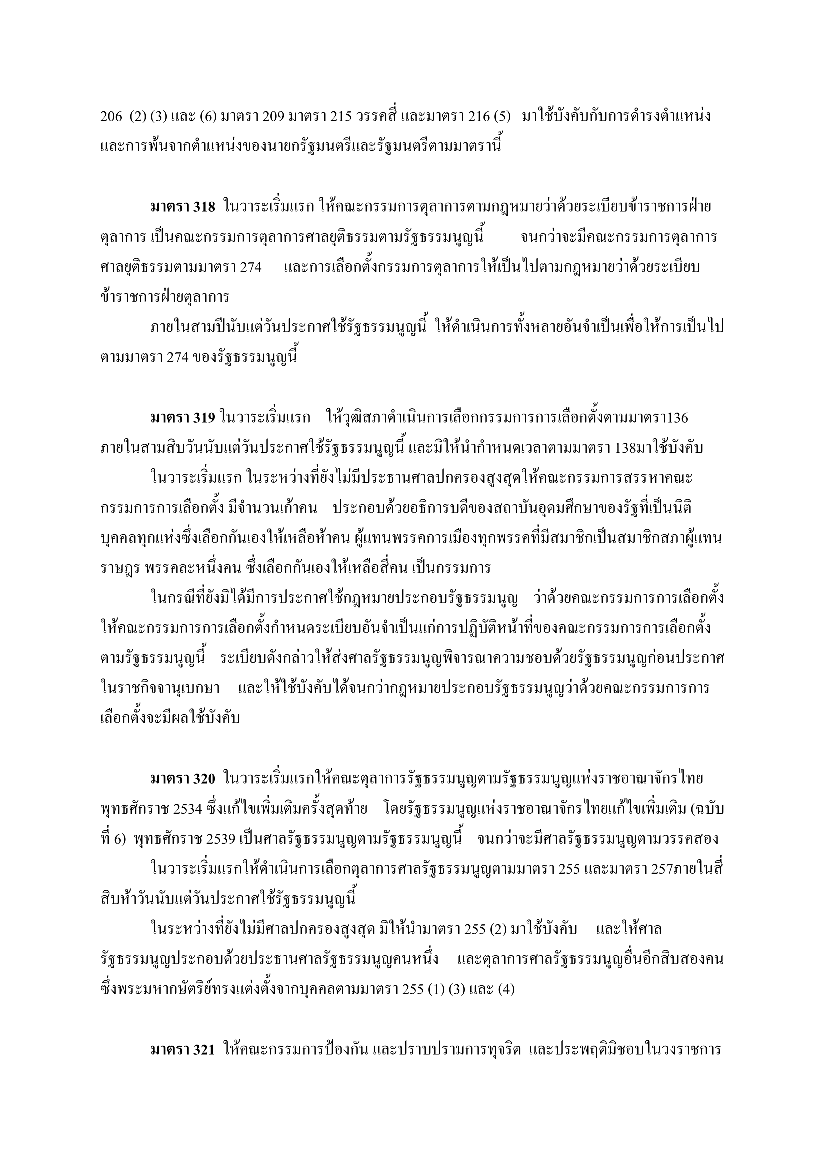 206 (2) (3) และ (6) มาตรา 209 มาตรา 215 วรรคสี่ และมาตรา 216 (5) มาใช้บังคับกับการดำรงตำแหน่ง
และการพ้นจากตำแหน่งของนายกรัฐมนตรีและรัฐมนตรีตามมาตรานี้
มาตรา 318 ในวาระเริ่มแรก ให้คณะกรรมการตุลาการตามกฎหมายว่าด้วยระเบียบข้าราชการฝ่าย
ตุลาการ เป็นคณะกรรมการตุลาการศาลยุติธรรมตามรัฐธรรมนูญนี้ จนกว่าจะมีคณะกรรมการตุลาการ
ศาลยุติธรรมตามมาตรา 274 และการเลือกตั้งกรรมการตุลาการให้เป็นไปตามกฎหมายว่าด้วยระเบียบ
ข้าราชการฝ่ายตุลาการ
ภายในสามปีนับแต่วันประกาศใช้รัฐธรรมนูญนี้ ให้ดำเนินการทั้งหลายอันจำเป็นเพื่อให้การเป็นไป
ตามมาตรา 274 ของรัฐธรรมนูญนี้
มาตรา 319 ในวาระเริ่มแรก ให้วุฒิสภาดำเนินการเลือกกรรมการการเลือกตั้งตามมาตรา136
ภายในสามสิบวันนับแต่วันประกาศใช้รัฐธรรมนูญนี้ และมิให้นำกำหนดเวลาตามมาตรา 138มาใช้บังคับ
ในวาระเริ่มแรก ในระหว่างที่ยังไม่มีประธานศาลปกครองสูงสุดให้คณะกรรมการสรรหาคณะ
กรรมการการเลือกตั้ง มีจำนวนเก้าคน ประกอบด้วยอธิการบดีของสถาบันอุดมศึกษาของรัฐที่เป็นนิติ
บุคคลทุกแห่งซึ่งเลือกกันเองให้เหลือห้าคน ผู้แทนพรรคการเมืองทุกพรรคที่มีสมาชิกเป็นสมาชิกสภาผู้แทน
ราษฎร พรรคละหนึ่งคน ซึ่งเลือกกันเองให้เหลือสี่คน เป็นกรรมการ
ในกรณีที่ยังมิได้มีการประกาศใช้กฎหมายประกอบรัฐธรรมนูญ ว่าด้วยคณะกรรมการการเลือกตั้ง
ให้คณะกรรมการการเลือกตั้งกำหนดระเบียบอันจำเป็นแก่การปฏิบัติหน้าที่ของคณะกรรมการการเลือกตั้ง
ตามรัฐธรรมนูญนี้ ระเบียบดังกล่าวให้ส่งศาลรัฐธรรมนูญพิจารณาความชอบด้วยรัฐธรรมนูญก่อนประกาศ
ในราชกิจจานุเบกษา และให้ใช้บังคับได้จนกว่ากฎหมายประกอบรัฐธรรมนูญว่าด้วยคณะกรรมการการ
เลือกตั้งจะมีผลใช้บังคับ
มาตรา 320 ในวาระเริ่มแรกให้คณะตุลาการรัฐธรรมนูญตามรัฐธรรมนูญแห่งราชอาณาจักรไทย
พุทธศักราช 2534 ซึ่งแก้ไขเพิ่มเติมครั้งสุดท้าย โดยรัฐธรรมนูญแห่งราชอาณาจักรไทยแก้ไขเพิ่มเติม (ฉบับ
ที่ 6) พุทธศักราช 2539 เป็นศาลรัฐธรรมนูญตามรัฐธรรมนูญนี้ จนกว่าจะมีศาลรัฐธรรมนูญตามวรรคสอง
ในวาระเริ่มแรกให้ดำเนินการเลือกตุลาการศาลรัฐธรรมนูญตามมาตรา 255 และมาตรา 257ภายในสี่
สิบห้าวันนับแต่วันประกาศใช้รัฐธรรมนูญนี้
ในระหว่างที่ยังไม่มีศาลปกครองสูงสุด มิให้นำมาตรา 255 (2) มาใช้บังคับ และให้ศาล
รัฐธรรมนูญประกอบด้วยประธานศาลรัฐธรรมนูญคนหนึ่ง และตุลาการศาลรัฐธรรมนูญอื่นอีกสิบสองคน
ซึ่งพระมหากษัตริย์ทรงแต่งตั้งจากบุคคลตามมาตรา 255 (1) (3) และ (4)
มาตรา 321 ให้คณะกรรมการป้องกัน และปราบปรามการทุจริต และประพฤติมิชอบในวงราชการ